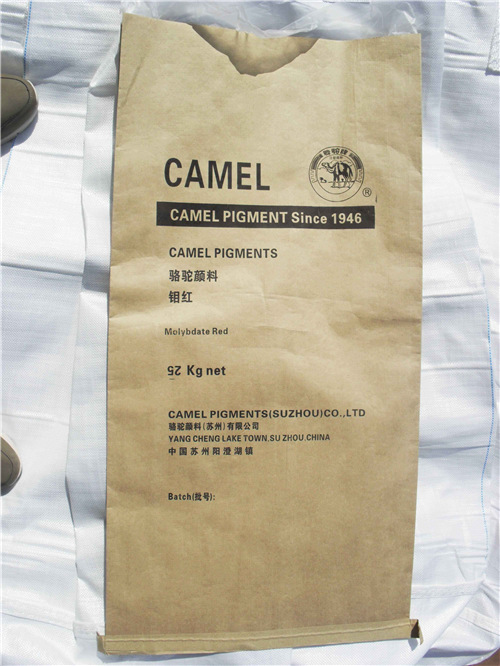 CAMEL
®
CAMEL PIGMENT Since 1946
CAMEL PIGMENTS
骆驼颜料
钼红
Molybdate Red
25 Kg net
CAMEL PIGMENTS(SUZHOU)CO.,LTD
骆驼颜料(苏州)有限公司
YANG CHENG LAKE TOWN,SU ZHOU.CHINA
中国苏州阳澄湖镇
Batch(批号):